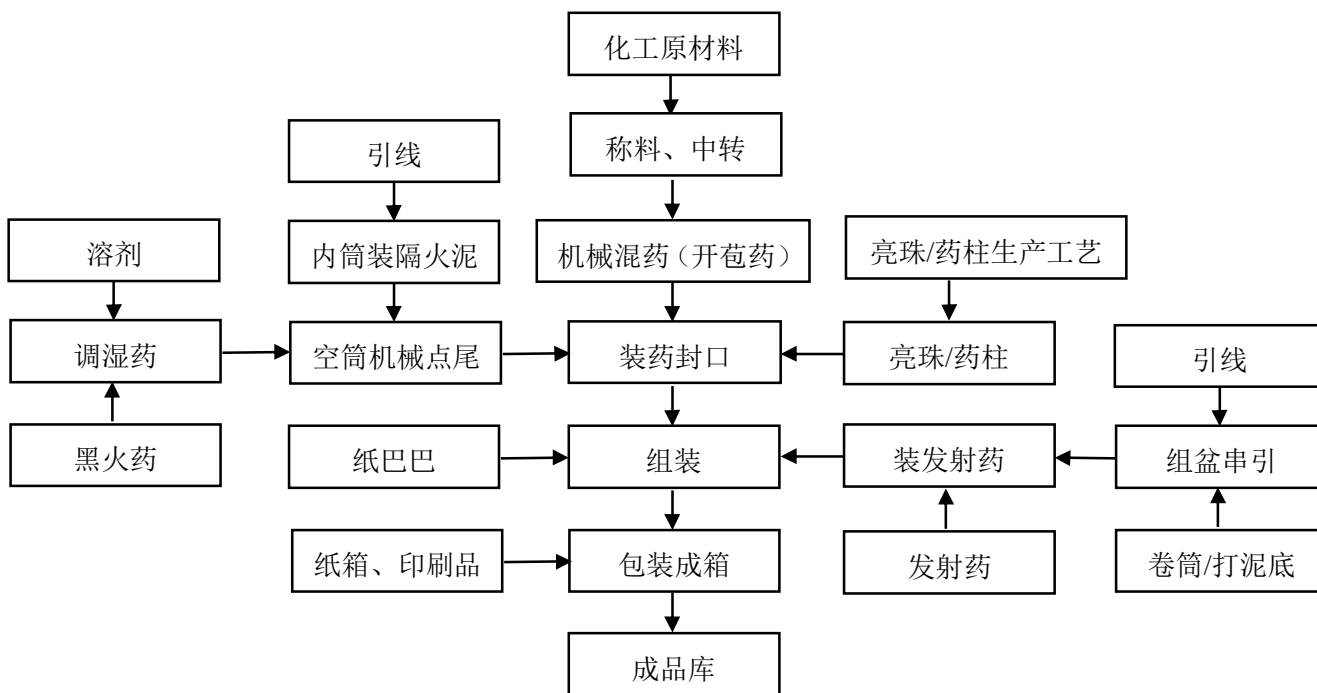 化工原材料
引线
称料、中转
溶剂
内筒装隔火泥
机械混药（开苞药）
亮珠/药柱生产工艺
调湿药
空筒机械点尾
装药封口
亮珠/药柱
引线
黑火药
纸巴巴
组装
装发射药
组盆串引
纸箱、印刷品
包装成箱
发射药
卷筒/打泥底
成品库